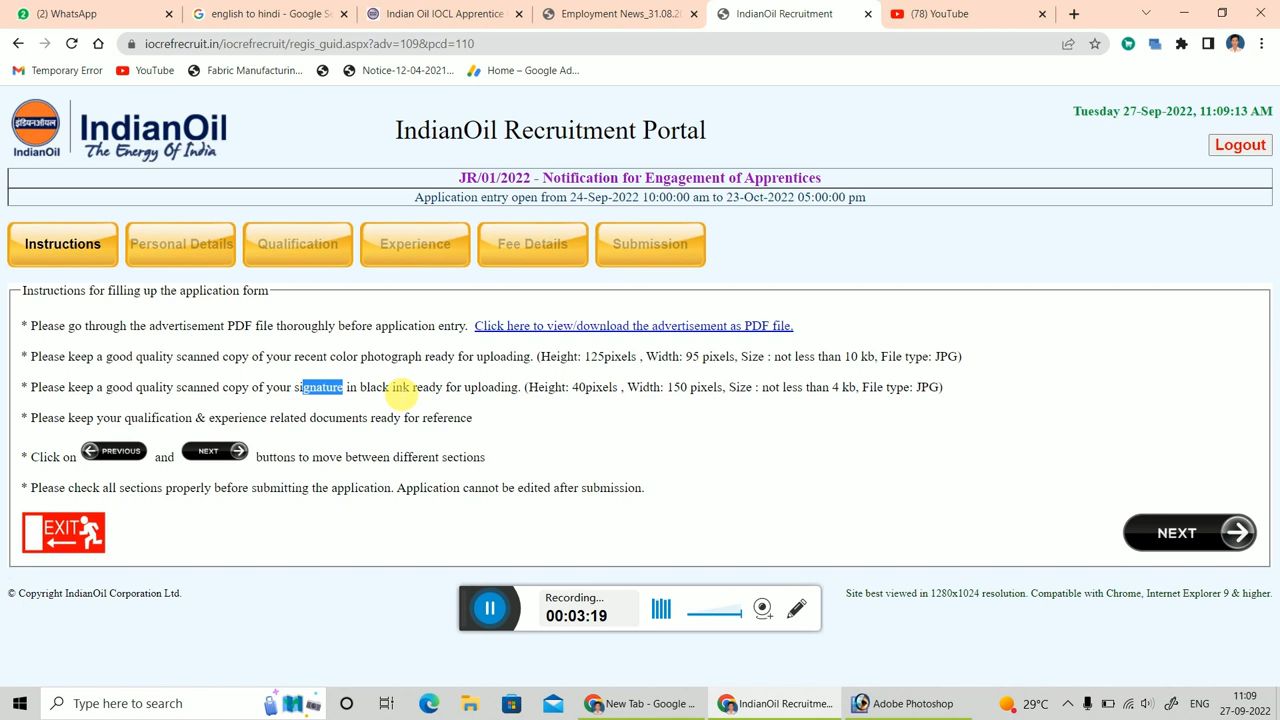 2 WhatsApp
english to hindi - Google S
Indian Oil IOCL Apprentice
Employment News_31.08.2
IndianOil Recruitment
(78) YouTube
iocrefrecruit.in/iocrefrecruit/regis_guid.aspx?adv=109&pcd=110
Temporary Error
YouTube
Fabric Manufacturin...
Notice-12-04-2021...
Home – Google Ad...
इंडियनऑयल
IndianOil
IndianOil
The Energy Of India
IndianOil Recruitment Portal
Tuesday 27-Sep-2022, 11:09:13 AM
Logout
JR/01/2022 - Notification for Engagement of Apprentices
Application entry open from 24-Sep-2022 10:00:00 am to 23-Oct-2022 05:00:00 pm
Instructions Personal Details Qualification Experience Fee Details Submission
Instructions for filling up the application form
* Please go through the advertisement PDF file thoroughly before application entry. Click here to view/download the advertisement as PDF file.
* Please keep a good quality scanned copy of your recent color photograph ready for uploading. (Height: 125pixels , Width: 95 pixels, Size : not less than 10 kb, File type: JPG)
* Please keep a good quality scanned copy of your signature in black ink ready for uploading. (Height: 40pixels , Width: 150 pixels, Size : not less than 4 kb, File type: JPG)
* Please keep your qualification & experience related documents ready for reference
* Click on PREVIOUS and NEXT buttons to move between different sections
* Please check all sections properly before submitting the application. Application cannot be edited after submission.
EXIT
NEXT
© Copyright IndianOil Corporation Ltd.
Site best viewed in 1280x1024 resolution. Compatible with Chrome, Internet Explorer 9 & higher.
Recording...
00:03:19
Type here to search
New Tab - Google ...
IndianOil Recruitme...
Adobe Photoshop
29°C
ENG
11:09
27-09-2022